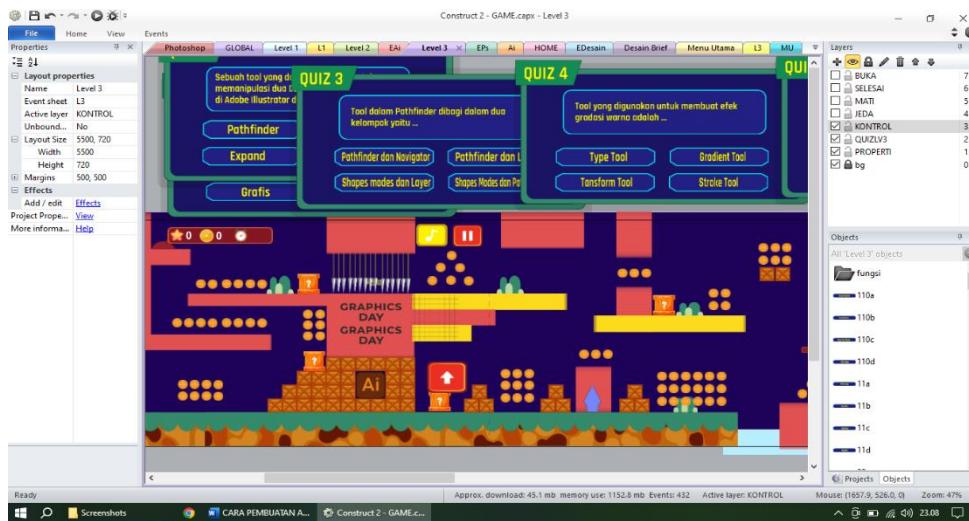 Construct 2 - GAME.capx - Level 3
File Home View Events
Properties
Layout properties
Name Level 3
Event sheet L3
Active layer KONTROL
Unbound... No
Layout Size 5500, 720
Width 5500
Height 720
Margins 500, 500
Effects
Add / edit Effects
Project Prope... View
More informa... Help
Photoshop GLOBAL Level 1 L1 Level 2 EAi Level 3 EPs Ai HOME EDesain Desain Brief Menu Utama L3 MU
Sebuah tool yang
memanipulasi dua
di Adobe Illustrator
Pathfinder
Expand
Grafis
QUIZ 3
Tool dalam Pathfinder dibagi dalam dua
kelompok yaitu ...
Pathfinder dan Navigator Pathfinder dan
Shapes modes dan Layer Shapes Modes dan
QUIZ 4
Tool yang digunakan untuk membuat efek
gradasi warna adalah ...
Type Tool Gradient Tool
Tansform Tool Stroke Tool
QUI
0 0
GRAPHICS
DAY
GRAPHICS
DAY
Ai
? ? ? ? ?
Layers
BUKA 7
SELESAI 6
MATI 5
JEDA 4
KONTROL 3
QUIZLV3 2
PROPERTI 1
bg 0
Objects
All 'Level 3' objects
fungsi
110a
110b
110c
110d
11a
11b
11c
11d
Projects Objects
Ready Approx. download: 45.1 mb memory use: 1152.8 mb Events: 432 Active layer: KONTROL Mouse: (1657.9, 526.0, 0) Zoom: 47%
Screenshots CARA PEMBUATAN A... Construct 2 - GAME.c... 23.08